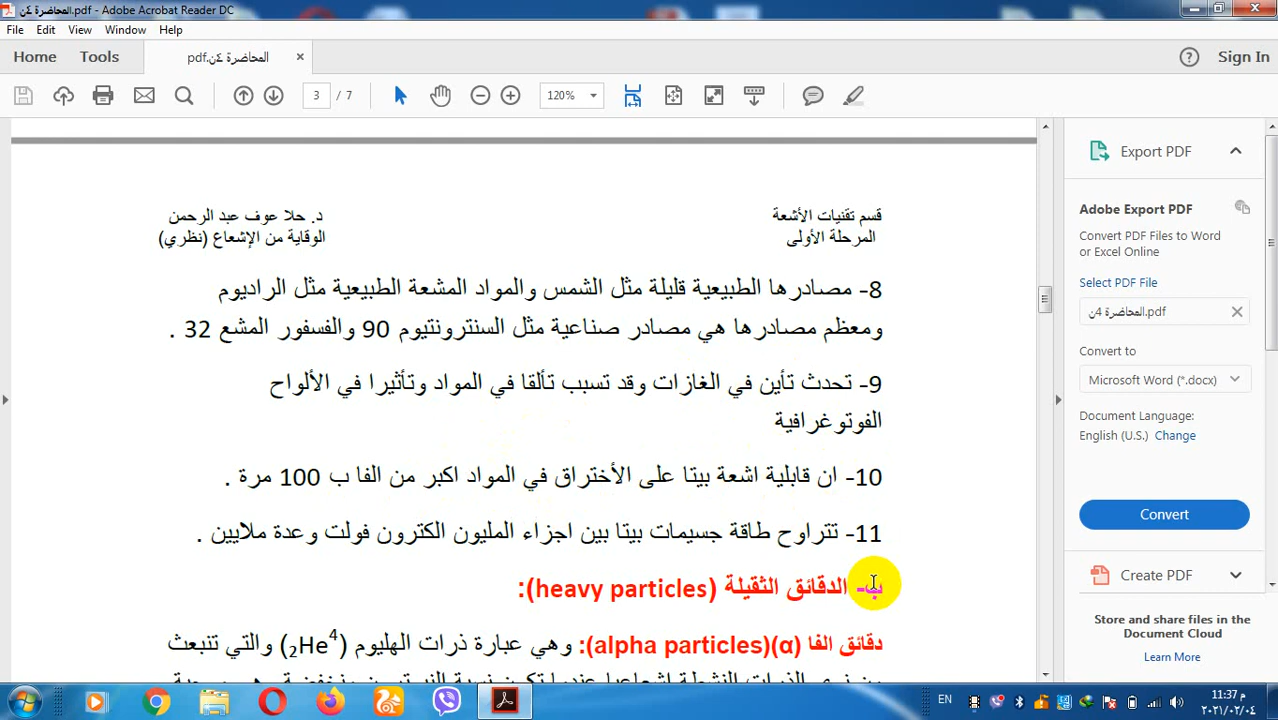 المحاضرة 4ن.pdf - Adobe Acrobat Reader DC
File Edit View Window Help
Home Tools المحاضرة 4ن.pdf × Sign In
3 / 7 120%
قسم تقنيات الأشعة
المرحلة الأولى
د. حلا عوف عبد الرحمن
الوقاية من الإشعاع (نظري)
8- مصادرها الطبيعية قليلة مثل الشمس والمواد المشعة الطبيعية مثل الراديوم
ومعظم مصادرها هي مصادر صناعية مثل السنترونتيوم 90 والفسفور المشع 32 .
9- تحدث تأين في الغازات وقد تسبب تألقا في المواد وتأثيرا في الألواح
الفوتوغرافية
10- ان قابلية اشعة بيتا على الأختراق في المواد اكبر من الفا ب 100 مرة .
11- تتراوح طاقة جسيمات بيتا بين اجزاء المليون الكترون فولت وعدة ملايين .
ب- الدقائق الثقيلة (heavy particles):
دقائق الفا (α)(alpha particles): وهي عبارة ذرات الهليوم (₂He⁴) والتي تنبعث
Export PDF
Adobe Export PDF
Convert PDF Files to Word
or Excel Online
Select PDF File
المحاضرة 4ن.pdf ×
Convert to
Microsoft Word (*.docx)
Document Language:
English (U.S.) Change
Convert
Create PDF
Store and share files in the
Document Cloud
Learn More
EN
11:37 م
٢٠٢١/٠٢/٠٤